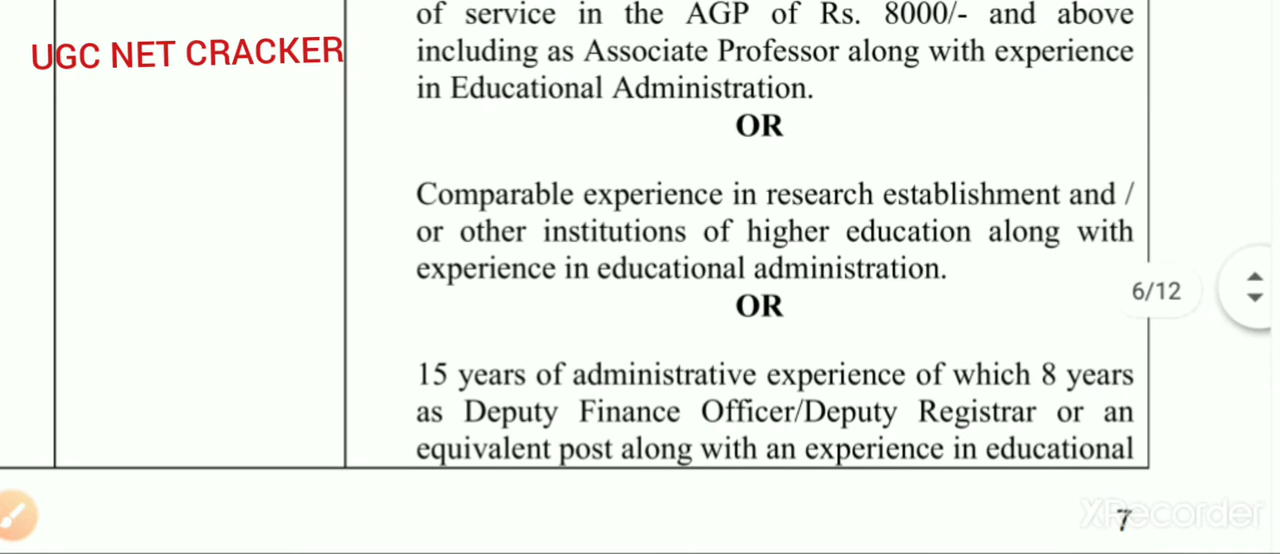 of service in the AGP of Rs. 8000/- and above
UGC NET CRACKER
including as Associate Professor along with experience
in Educational Administration.
OR
Comparable experience in research establishment and /
or other institutions of higher education along with
experience in educational administration.
6/12
OR
15 years of administrative experience of which 8 years
as Deputy Finance Officer/Deputy Registrar or an
equivalent post along with an experience in educational
XRecorder
7